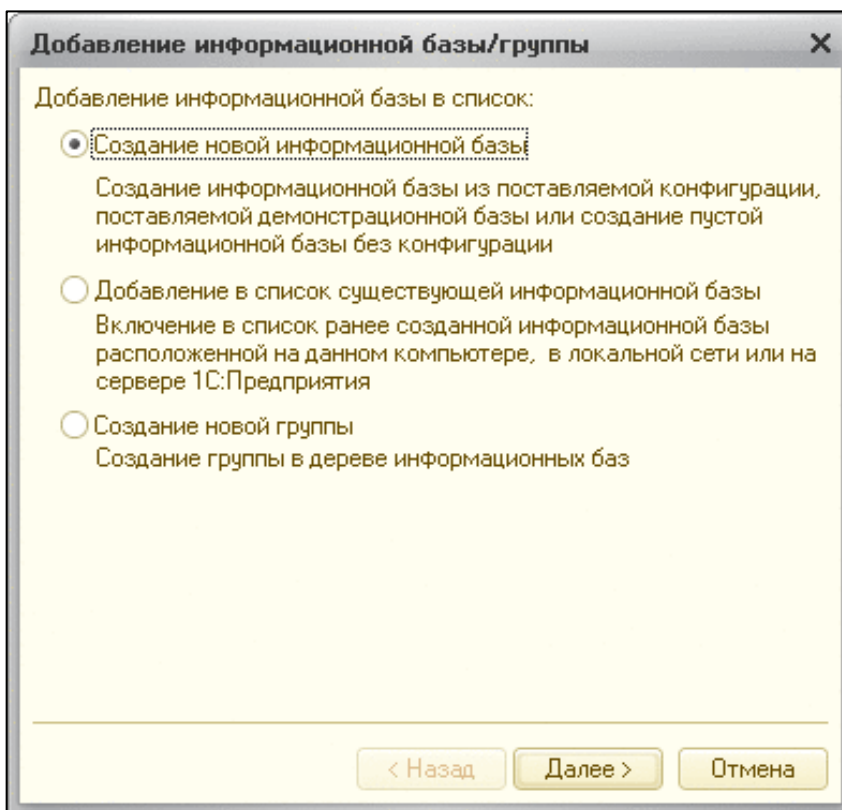 Добавление информационной базы/группы
Добавление информационной базы в список:
Создание новой информационной базы
Создание информационной базы из поставляемой конфигурации,
поставляемой демонстрационной базы или создание пустой
информационной базы без конфигурации
Добавление в список существующей информационной базы
Включение в список ранее созданной информационной базы
расположенной на данном компьютере, в локальной сети или на
сервере 1С:Предприятия
Создание новой группы
Создание группы в дереве информационных баз
< Назад Далее > Отмена